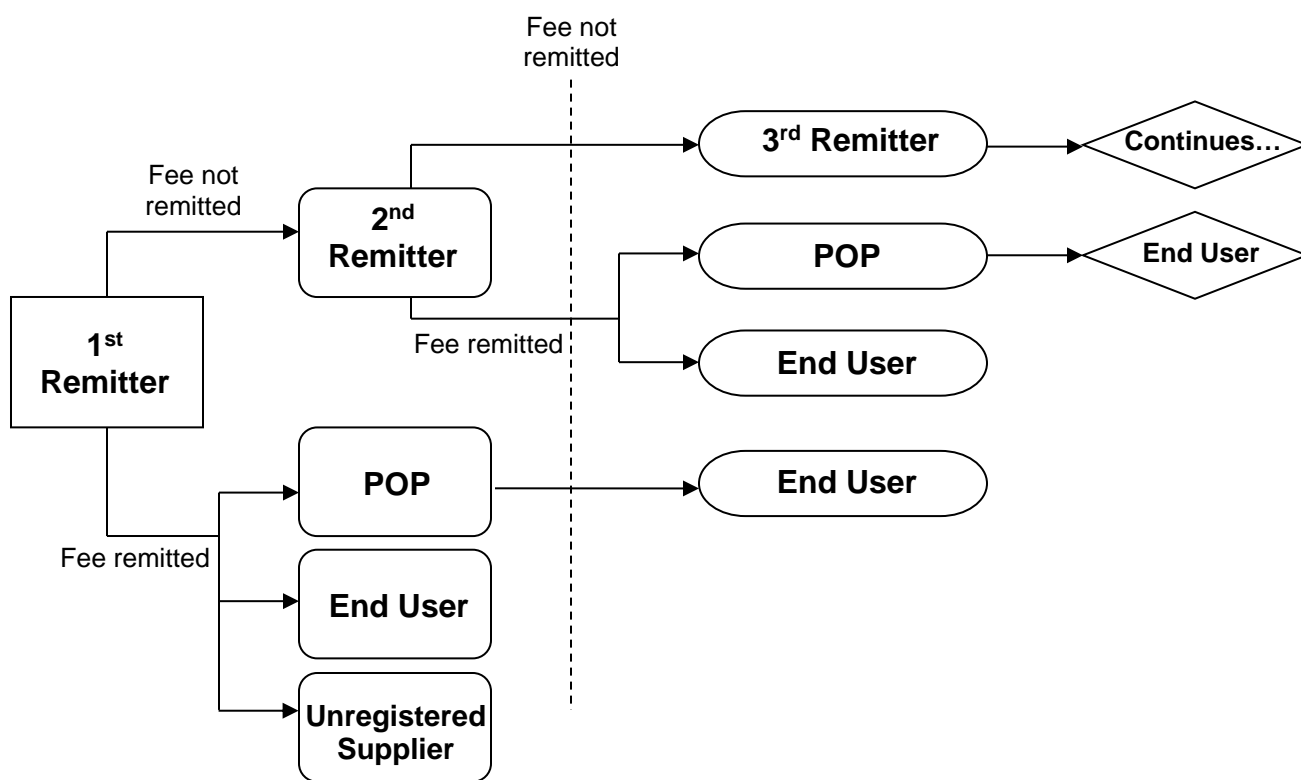 Fee not
remitted
3rd Remitter
Continues…
Fee not
remitted
2nd
Remitter
POP
End User
Fee remitted
1st
Remitter
End User
POP
End User
Fee remitted
End User
Unregistered
Supplier